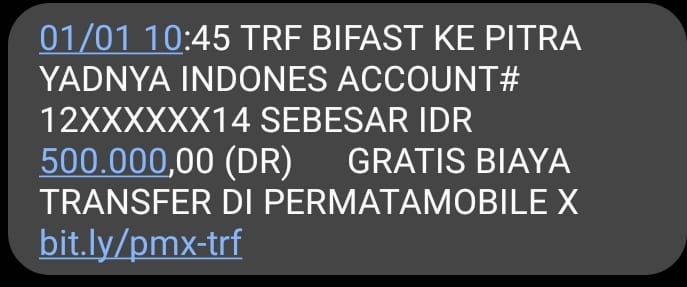 01/01 10:45 TRF BIFAST KE PITRA
YADNYA INDONES ACCOUNT#
12XXXXXX14 SEBESAR IDR
500.000,00 (DR)      GRATIS BIAYA
TRANSFER DI PERMATAMOBILE X
bit.ly/pmx-trf